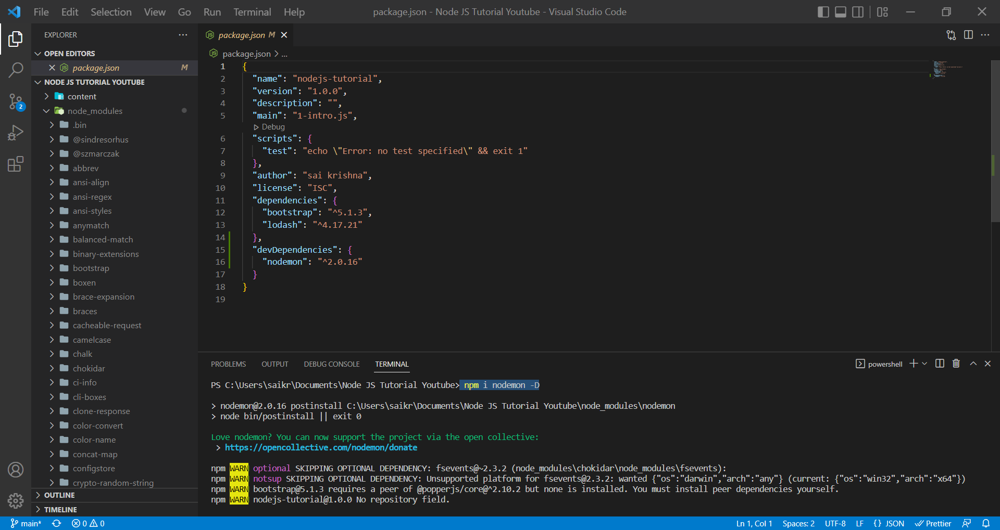 File Edit Selection View Go Run Terminal Help
package.json - Node JS Tutorial Youtube - Visual Studio Code
EXPLORER
OPEN EDITORS
package.json M
NODE JS TUTORIAL YOUTUBE
content
node_modules
.bin
@sindresorhus
@szmarczak
abbrev
ansi-align
ansi-regex
ansi-styles
anymatch
balanced-match
binary-extensions
bootstrap
boxen
brace-expansion
braces
cacheable-request
camelcase
chalk
chokidar
ci-info
cli-boxes
clone-response
color-convert
color-name
concat-map
configstore
crypto-random-string
OUTLINE
TIMELINE
2
package.json M
package.json > ...
1 {
2 "name": "nodejs-tutorial",
3 "version": "1.0.0",
4 "description": "",
5 "main": "1-intro.js",
Debug
6 "scripts": {
7 "test": "echo \"Error: no test specified\" && exit 1"
8 },
9 "author": "sai krishna",
10 "license": "ISC",
11 "dependencies": {
12 "bootstrap": "^5.1.3",
13 "lodash": "^4.17.21"
14 },
15 "devDependencies": {
16 "nodemon": "^2.0.16"
17 }
18 }
19
PROBLEMS OUTPUT DEBUG CONSOLE TERMINAL
powershell
PS C:\Users\saikr\Documents\Node JS Tutorial Youtube> npm i nodemon -D
> nodemon@2.0.16 postinstall C:\Users\saikr\Documents\Node JS Tutorial Youtube\node_modules\nodemon
> node bin/postinstall || exit 0
Love nodemon? You can now support the project via the open collective:
> https://opencollective.com/nodemon/donate
npm WARN optional SKIPPING OPTIONAL DEPENDENCY: fsevents@~2.3.2 (node_modules\chokidar\node_modules\fsevents):
npm WARN notsup SKIPPING OPTIONAL DEPENDENCY: Unsupported platform for fsevents@2.3.2: wanted {"os":"darwin","arch":"any"} (current: {"os":"win32","arch":"x64"})
npm WARN bootstrap@5.1.3 requires a peer of @popperjs/core@^2.10.2 but none is installed. You must install peer dependencies yourself.
npm WARN nodejs-tutorial@1.0.0 No repository field.
main* 0 0
Ln 1, Col 1 Spaces: 2 UTF-8 LF {} JSON Prettier